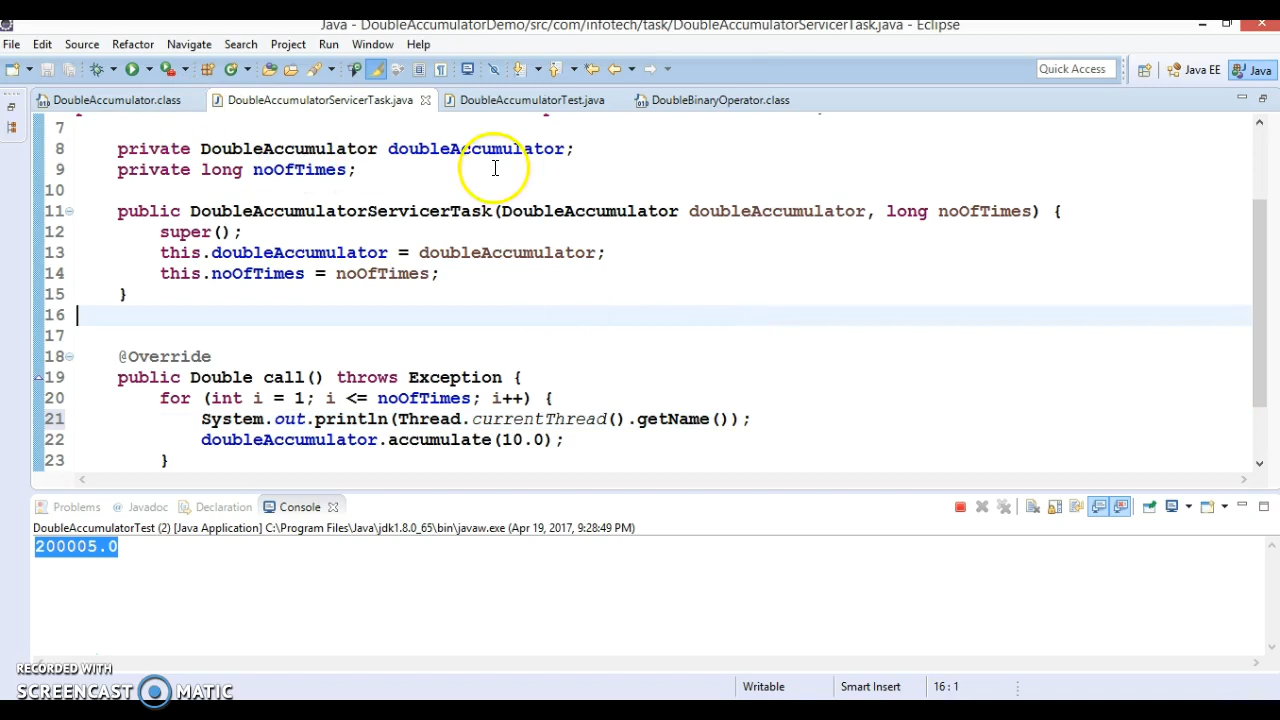 Java - DoubleAccumulatorDemo/src/com/infotech/task/DoubleAccumulatorServicerTask.java - Eclipse
File Edit Source Refactor Navigate Search Project Run Window Help
Quick Access Java EE Java
DoubleAccumulator.class DoubleAccumulatorServicerTask.java DoubleAccumulatorTest.java DoubleBinaryOperator.class
7
8 private DoubleAccumulator doubleAccumulator;
9 private long noOfTimes;
10
11 public DoubleAccumulatorServicerTask(DoubleAccumulator doubleAccumulator, long noOfTimes) {
12 super();
13 this.doubleAccumulator = doubleAccumulator;
14 this.noOfTimes = noOfTimes;
15 }
16
17
18 @Override
19 public Double call() throws Exception {
20 for (int i = 1; i <= noOfTimes; i++) {
21 System.out.println(Thread.currentThread().getName());
22 doubleAccumulator.accumulate(10.0);
23 }
Problems @ Javadoc Declaration Console
DoubleAccumulatorTest (2) [Java Application] C:\Program Files\Java\jdk1.8.0_65\bin\javaw.exe (Apr 19, 2017, 9:28:49 PM)
200005.0
RECORDED WITH
SCREENCAST MATIC
Writable Smart Insert 16 : 1